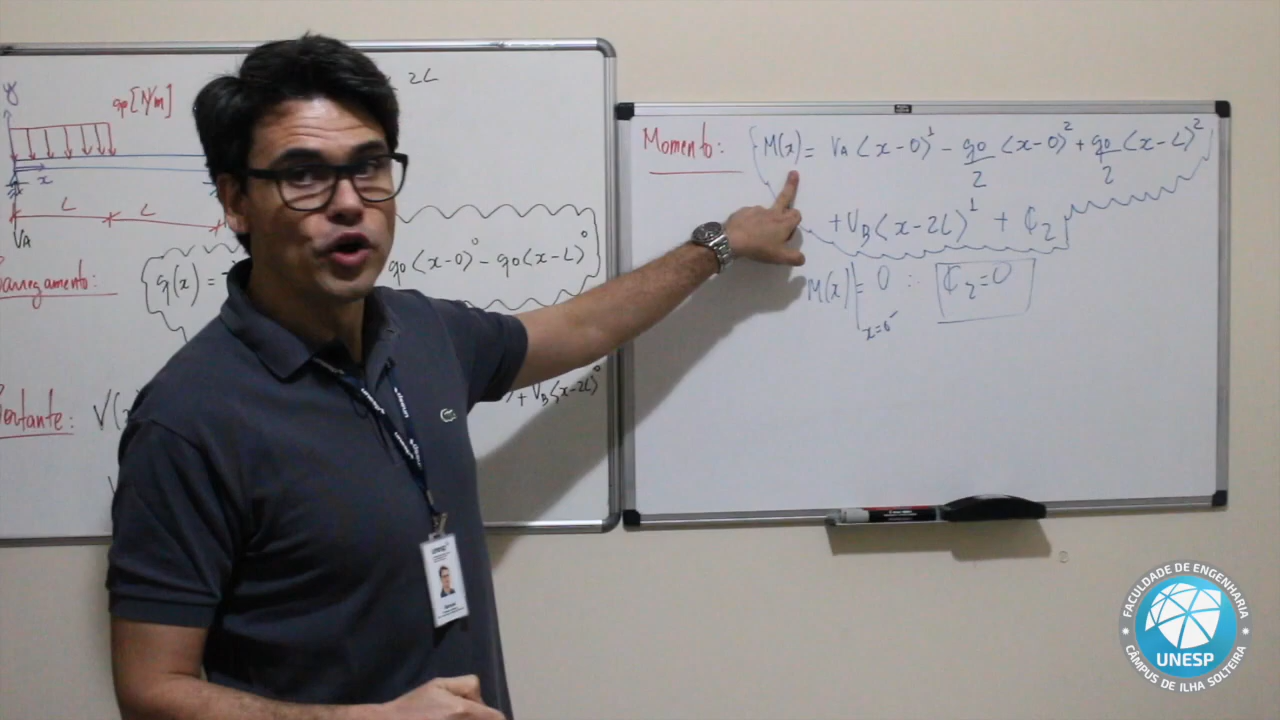 2L
y
q0 [N/m]
x
L L
VA
q(x) =
q0 <x-0>⁰ - q0 <x-L>⁰
V(x
+ VB <x-2L>⁰
Momento: M(x) = VA <x-0>¹ - q0/2 <x-0>² + q0/2 <x-L>²
+ VB <x-2L>¹ + C2
M(x)|x=0⁻ = 0 ∴ C2 = 0
FACULDADE DE ENGENHARIA
UNESP
CÂMPUS DE ILHA SOLTEIRA